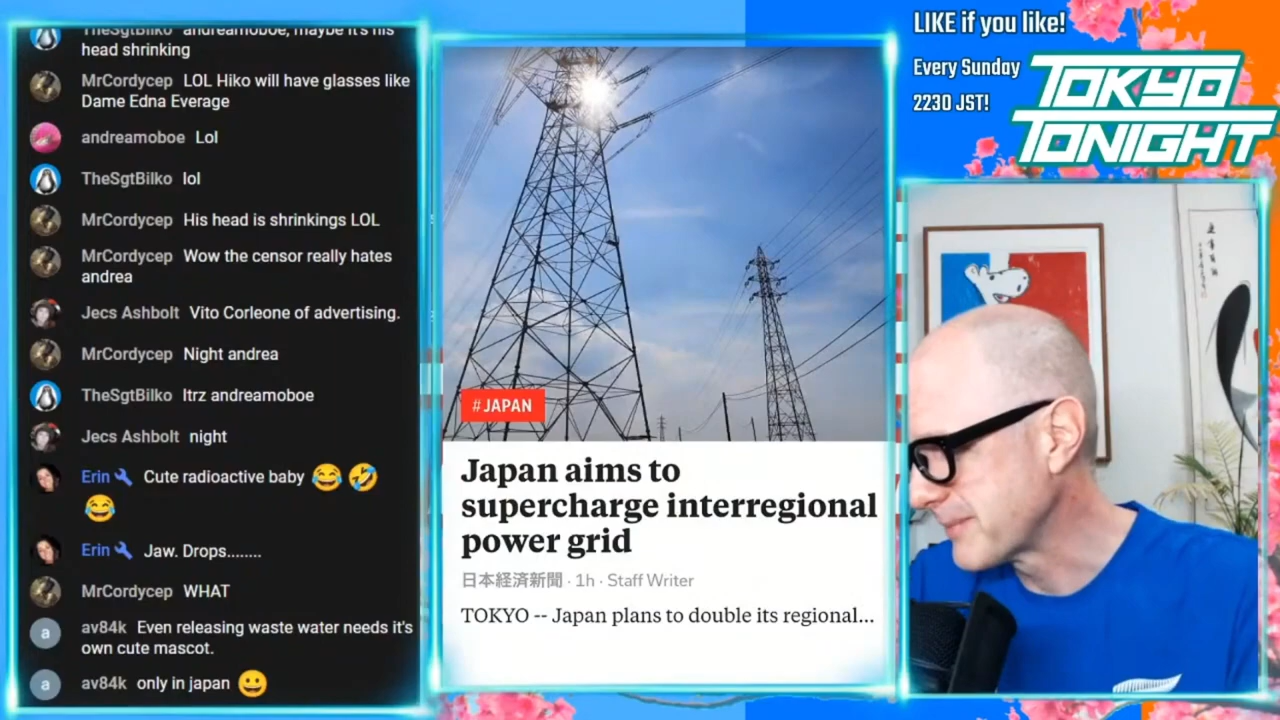 TheSgtBilko andreamoboe, maybe it's his
head shrinking
MrCordycep LOL Hiko will have glasses like
Dame Edna Everage
andreamoboe Lol
TheSgtBilko lol
MrCordycep His head is shrinkings LOL
MrCordycep Wow the censor really hates
andrea
Jecs Ashbolt Vito Corleone of advertising.
MrCordycep Night andrea
TheSgtBilko ltrz andreamoboe
Jecs Ashbolt night
Erin 🔧 Cute radioactive baby 😂 🤣
😂
Erin 🔧 Jaw. Drops........
MrCordycep WHAT
a av84k Even releasing waste water needs it's
own cute mascot.
a av84k only in japan 😀
#JAPAN
Japan aims to
supercharge interregional
power grid
日本経済新聞 · 1h · Staff Writer
TOKYO -- Japan plans to double its regional...
LIKE if you like!
Every Sunday
2230 JST!
TOKYO
TONIGHT